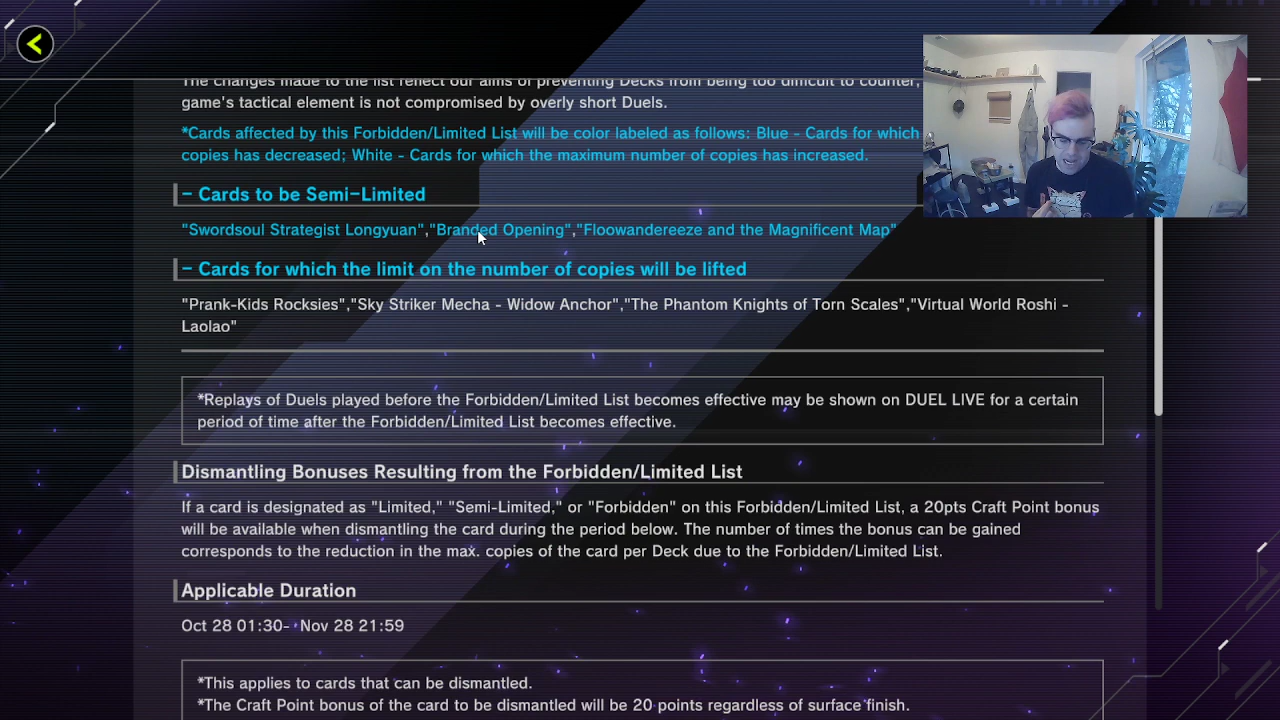 The changes made to the list reflect our aims of preventing Decks from being too difficult to counter,
game's tactical element is not compromised by overly short Duels.
*Cards affected by this Forbidden/Limited List will be color labeled as follows: Blue - Cards for which
copies has decreased; White - Cards for which the maximum number of copies has increased.
- Cards to be Semi-Limited
"Swordsoul Strategist Longyuan","Branded Opening","Floowandereeze and the Magnificent Map"
- Cards for which the limit on the number of copies will be lifted
"Prank-Kids Rocksies","Sky Striker Mecha - Widow Anchor","The Phantom Knights of Torn Scales","Virtual World Roshi -
Laolao"
*Replays of Duels played before the Forbidden/Limited List becomes effective may be shown on DUEL LIVE for a certain
period of time after the Forbidden/Limited List becomes effective.
Dismantling Bonuses Resulting from the Forbidden/Limited List
If a card is designated as "Limited," "Semi-Limited," or "Forbidden" on this Forbidden/Limited List, a 20pts Craft Point bonus
will be available when dismantling the card during the period below. The number of times the bonus can be gained
corresponds to the reduction in the max. copies of the card per Deck due to the Forbidden/Limited List.
Applicable Duration
Oct 28 01:30- Nov 28 21:59
*This applies to cards that can be dismantled.
*The Craft Point bonus of the card to be dismantled will be 20 points regardless of surface finish.